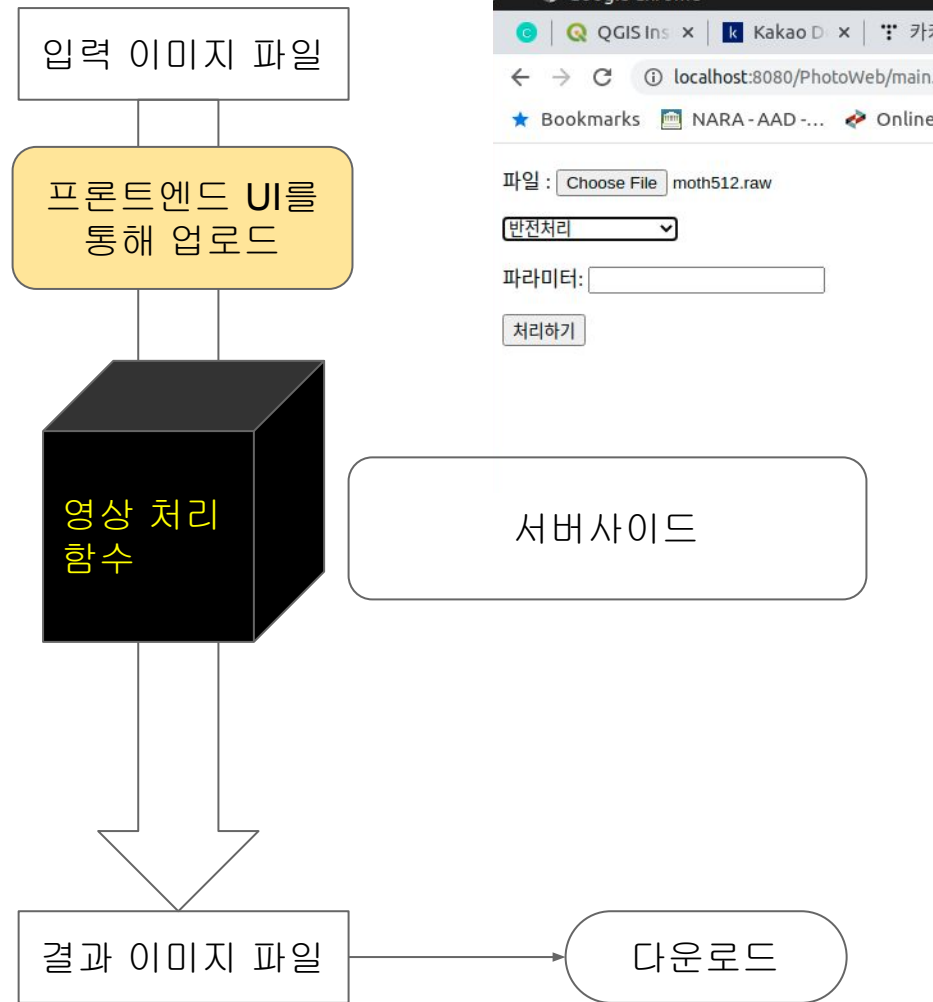 입력 이미지 파일
프론트엔드 UI를
통해 업로드
영상 처리
함수
서버사이드
결과 이미지 파일
다운로드
QGIS Ins
Kakao D
localhost:8080/PhotoWeb/main.
Bookmarks NARA - AAD -... Online
파일 : Choose File moth512.raw
반전처리
파라미터:
처리하기